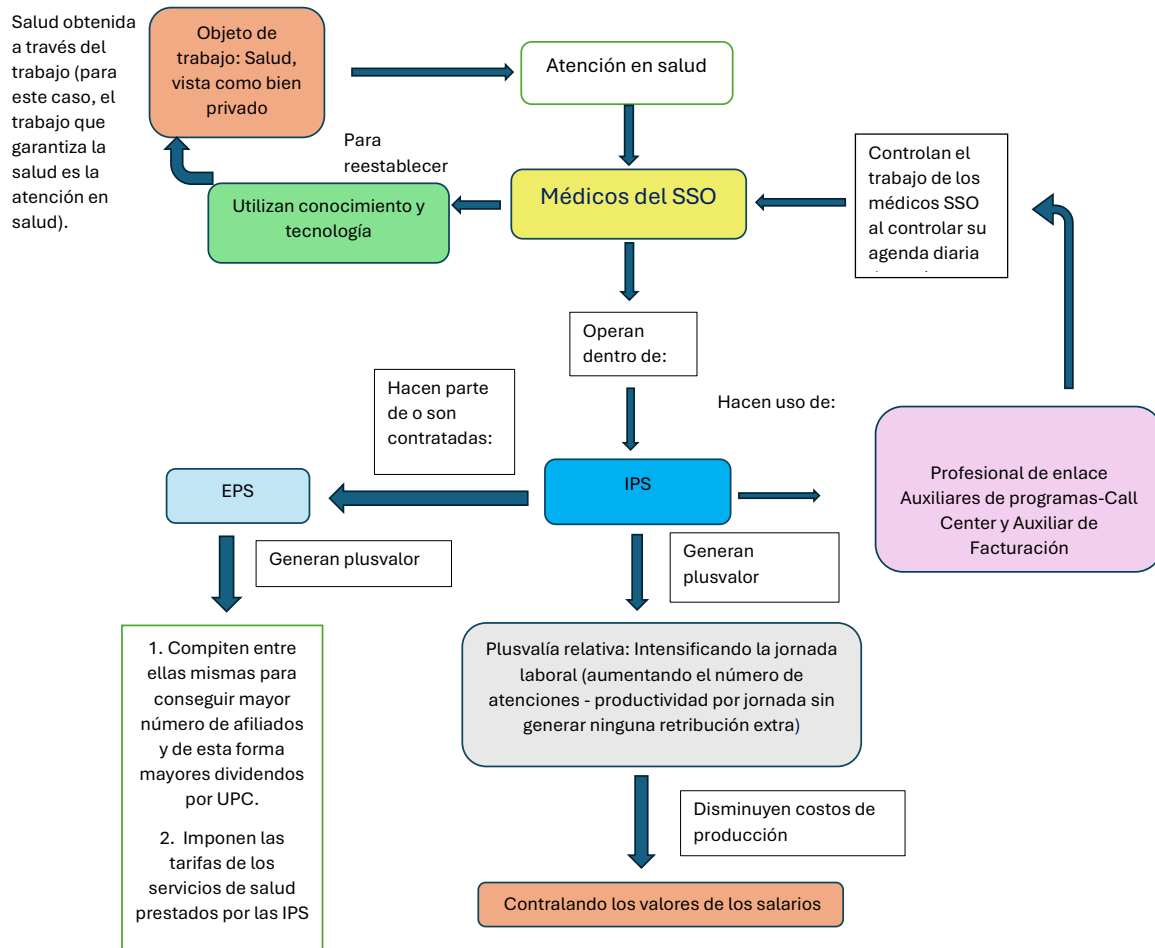 Salud obtenida
a través del
trabajo (para
este caso, el
trabajo que
garantiza la
salud es la
atención en
salud).
Objeto de
trabajo: Salud,
vista como bien
privado
Atención en salud
Para
reestablecer
Utilizan conocimiento y
tecnología
Médicos del SSO
Controlan el
trabajo de los
médicos SSO
al controlar su
agenda diaria
Operan
dentro de:
Hacen parte
de o son
contratadas:
Hacen uso de:
EPS
IPS
Profesional de enlace
Auxiliares de programas-Call
Center y Auxiliar de
Facturación
Generan plusvalor
Generan
plusvalor
1. Compiten entre
ellas mismas para
conseguir mayor
número de afiliados
y de esta forma
mayores dividendos
por UPC.
2. Imponen las
tarifas de los
servicios de salud
prestados por las IPS
Plusvalía relativa: Intensificando la jornada
laboral (aumentando el número de
atenciones - productividad por jornada sin
generar ninguna retribución extra)
Disminuyen costos de
producción
Contralando los valores de los salarios